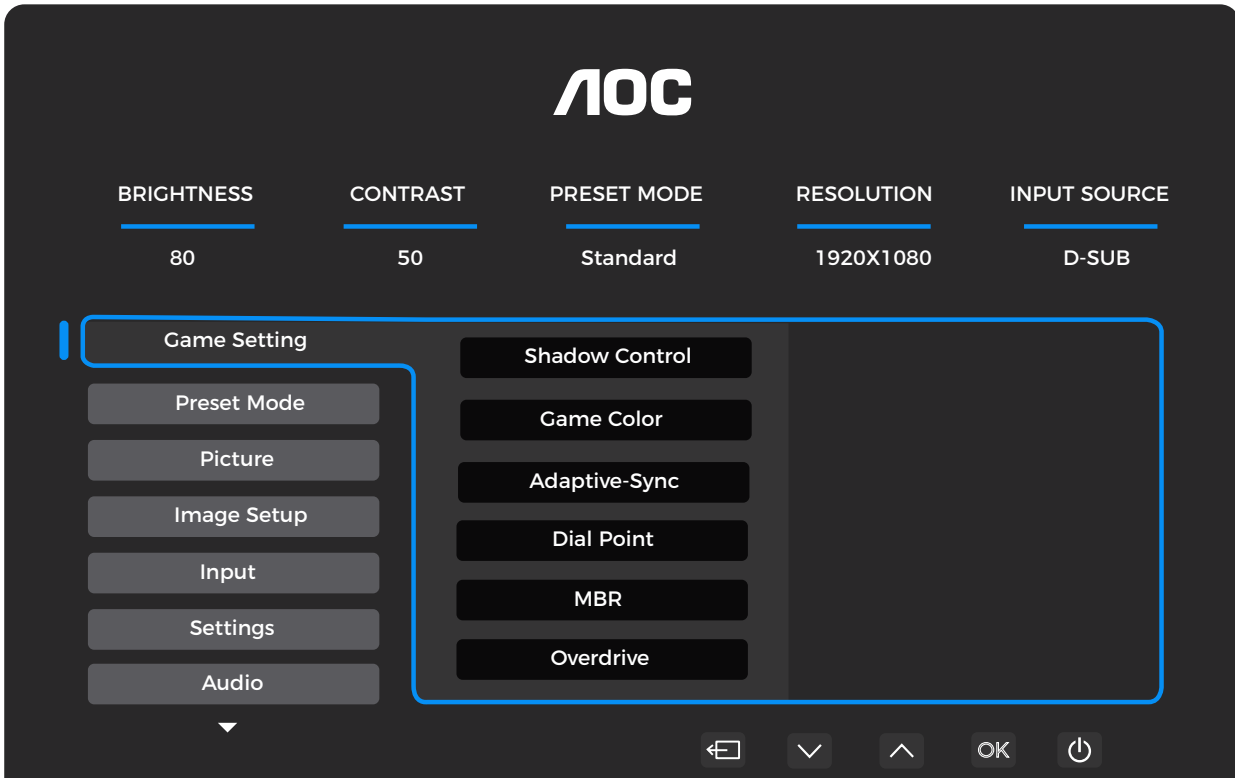 AOC
BRIGHTNESS CONTRAST PRESET MODE RESOLUTION INPUT SOURCE
80 50 Standard 1920X1080 D-SUB
Game Setting
Preset Mode
Picture
Image Setup
Input
Settings
Audio
Shadow Control
Game Color
Adaptive-Sync
Dial Point
MBR
Overdrive
OK